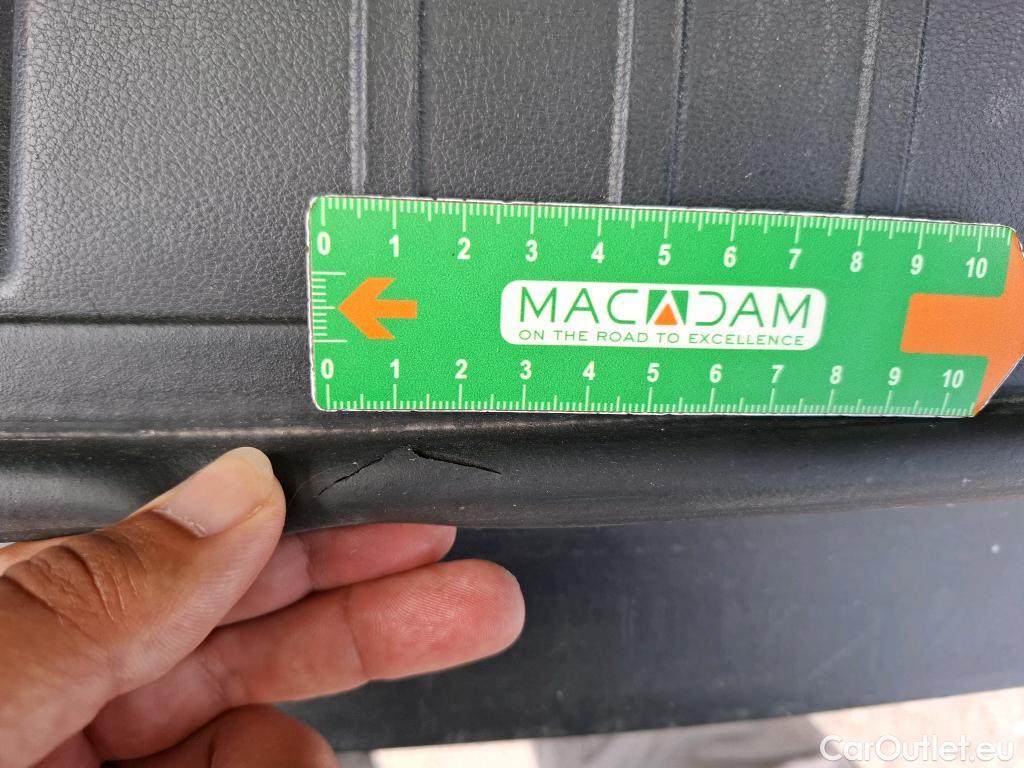 0 1 2 3 4 5 6 7 8 9 10
MACADAM
ON THE ROAD TO EXCELLENCE
0 1 2 3 4 5 6 7 8 9 10
CarOutlet.eu